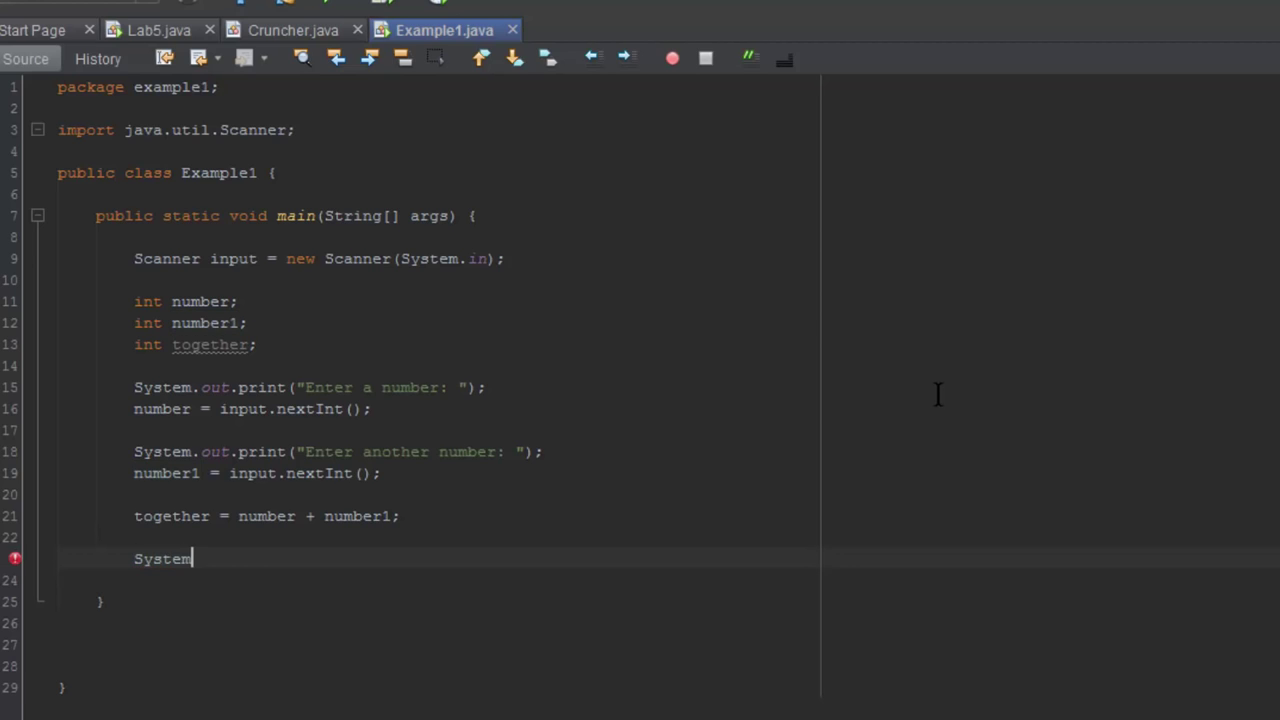 Start Page Lab5.java Cruncher.java Example1.java
Source History
1 package example1;
2
3 import java.util.Scanner;
4
5 public class Example1 {
6
7 public static void main(String[] args) {
8
9 Scanner input = new Scanner(System.in);
10
11 int number;
12 int number1;
13 int together;
14
15 System.out.print("Enter a number: ");
16 number = input.nextInt();
17
18 System.out.print("Enter another number: ");
19 number1 = input.nextInt();
20
21 together = number + number1;
22
System
24
25 }
26
27
28
29 }